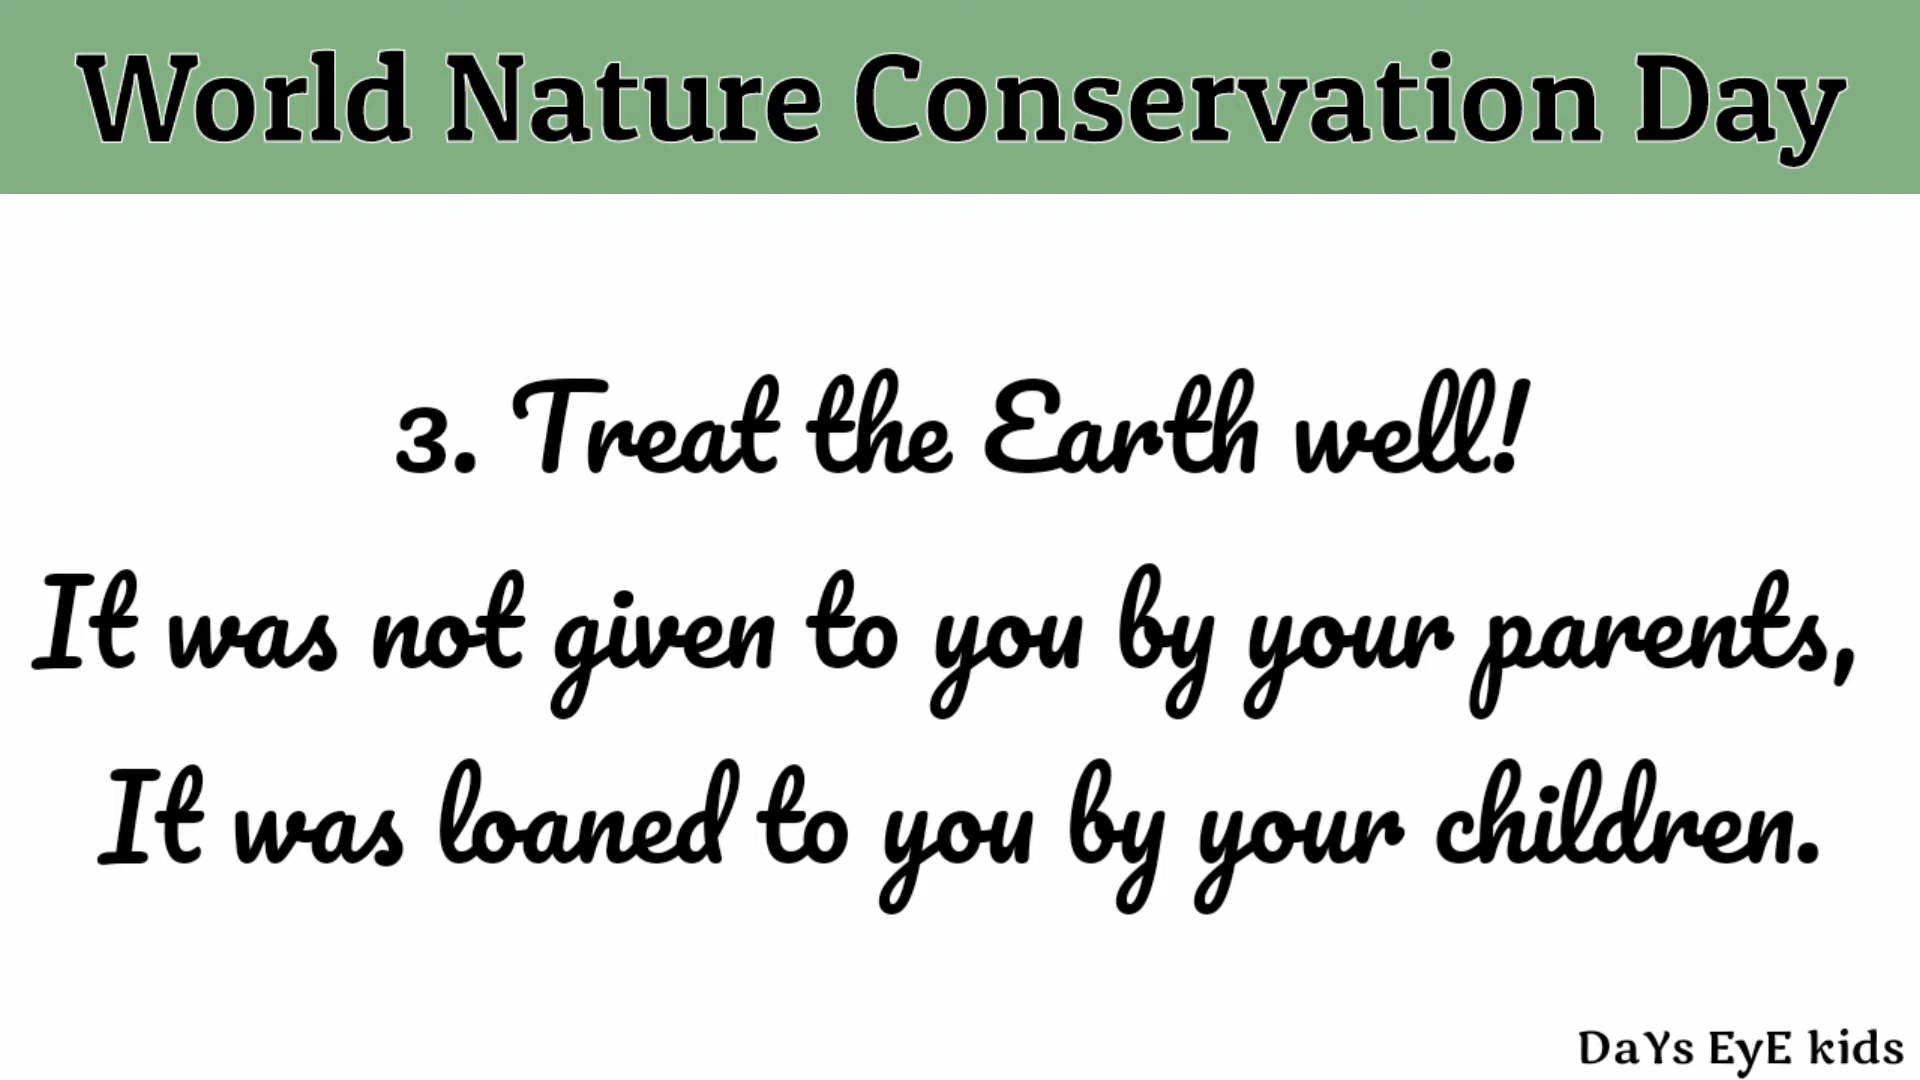 World Nature Conservation Day
3. Treat the Earth well!
It was not given to you by your parents,
It was loaned to you by your children.
DaYs EyE kids